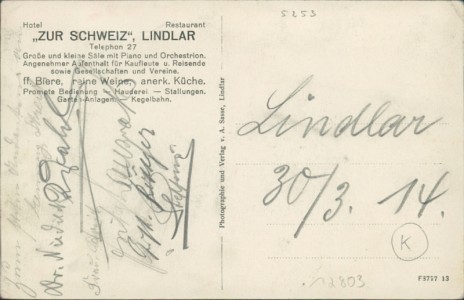 Hotel Restaurant
„ZUR SCHWEIZ", LINDLAR
Telephon 27
Große und kleine Säle mit Piano und Orchestrion.
Angenehmer Aufenthalt für Kaufleute u. Reisende
sowie Gesellschaften und Vereine.
ff. Biere, reine Weine, anerk. Küche.
Prompte Bedienung — Hauderei. — Stallungen.
Garten-Anlagen. — Kegelbahn.
Photographie und Verlag v. A. Sasse, Lindlar
5253
Lindlar
30/3. 14.
K
F3777 13
12803